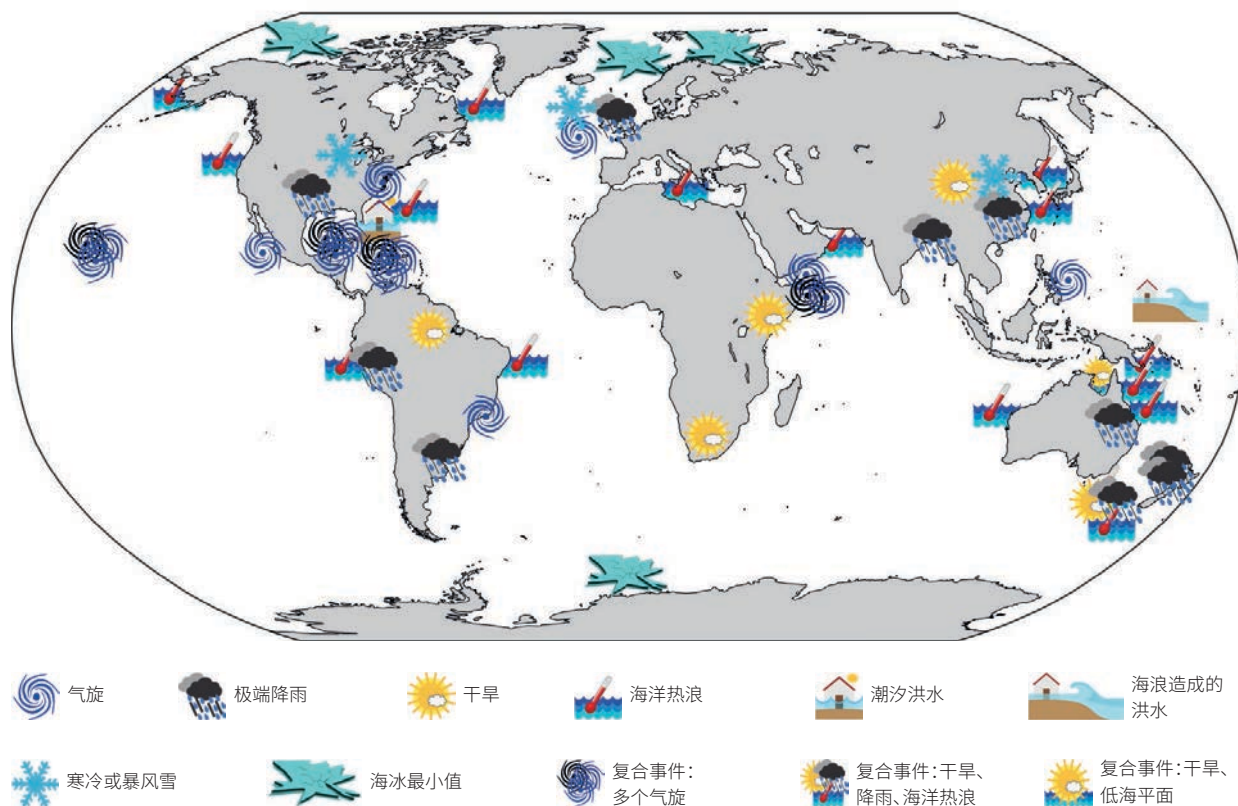 气旋
极端降雨
干旱
海洋热浪
潮汐洪水
海浪造成的
洪水
寒冷或暴风雪
海冰最小值
复合事件：
多个气旋
复合事件：干旱、
降雨、海洋热浪
复合事件：干旱、
低海平面